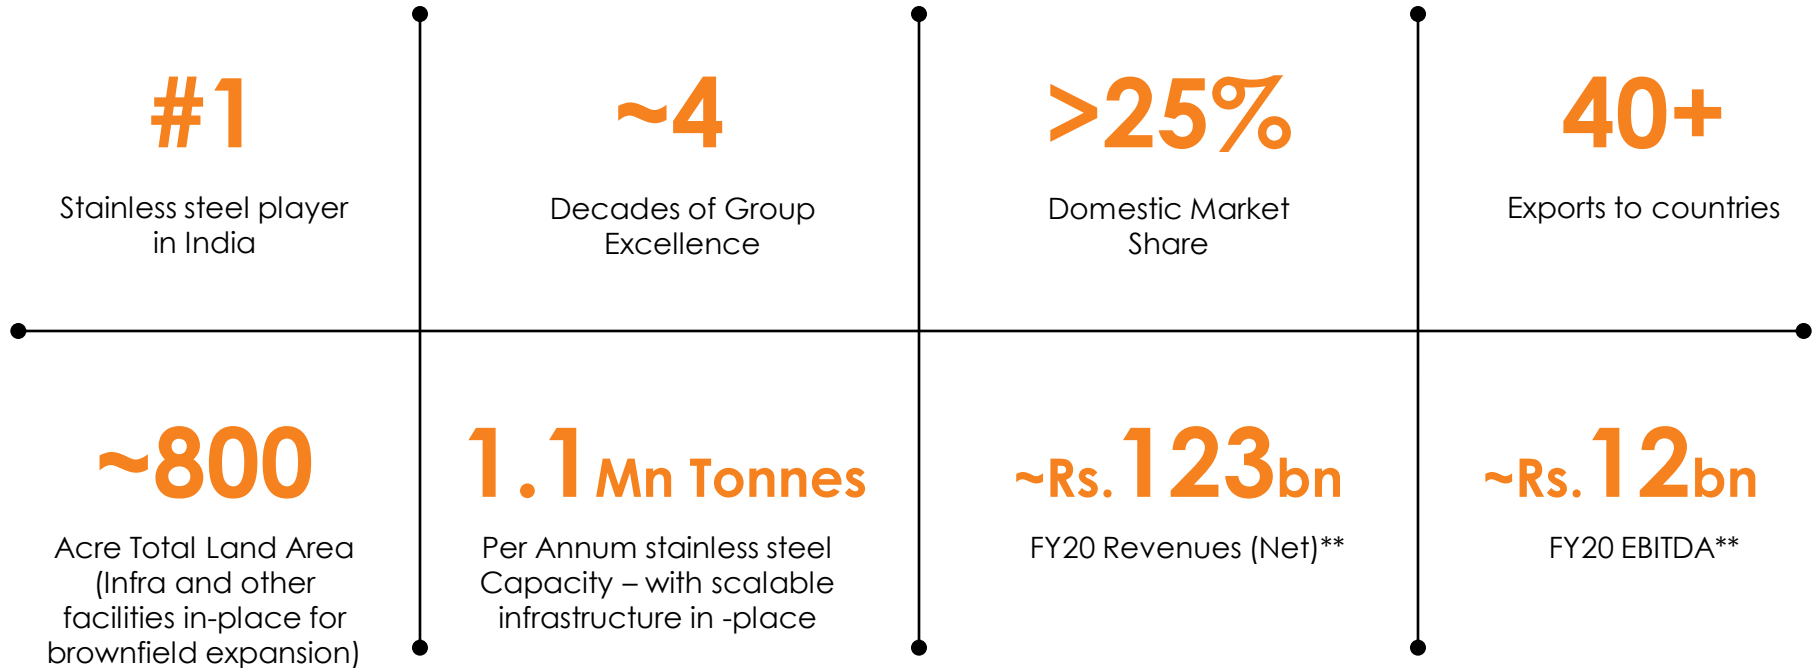 #1
Stainless steel player
in India
~4
Decades of Group
Excellence
>25%
Domestic Market
Share
40+
Exports to countries
~800
Acre Total Land Area
(Infra and other
facilities in-place for
brownfield expansion)
1.1 Mn Tonnes
Per Annum stainless steel
Capacity – with scalable
infrastructure in -place
~Rs. 123bn
FY20 Revenues (Net)**
~Rs. 12bn
FY20 EBITDA**